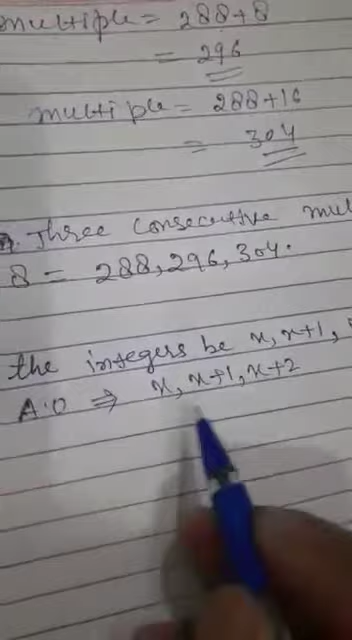 multiple = 288+8
= 296
multiple = 288+16
= 304
Three consecutive
8 = 288, 296, 304.
the integers be x, x+1,
A.O ⇒ x, x+1, x+2